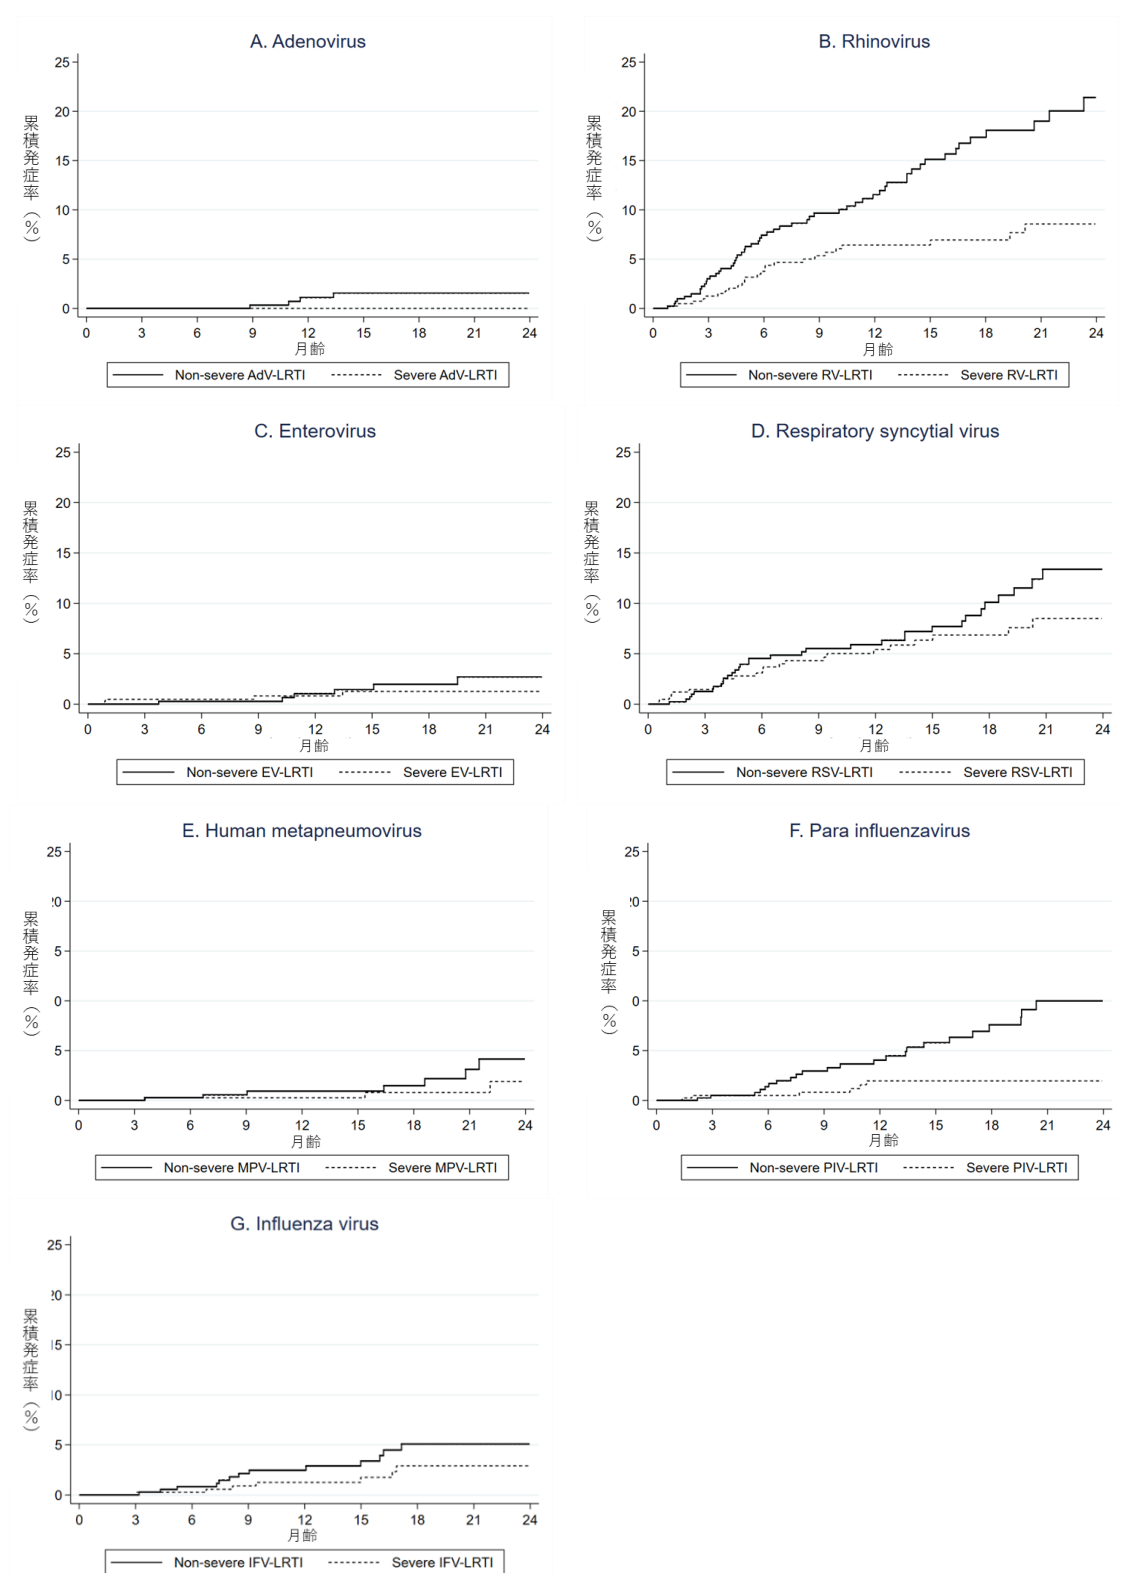 A. Adenovirus
累積発症率（%）
25
20
15
10
5
0
0 3 6 9 12 15 18 21 24
月齢
Non-severe AdV-LRTI Severe AdV-LRTI
B. Rhinovirus
累積発症率（%）
25
20
15
10
5
0
0 3 6 9 12 15 18 21 24
月齢
Non-severe RV-LRTI Severe RV-LRTI
C. Enterovirus
累積発症率（%）
25
20
15
10
5
0
0 3 6 9 12 15 18 21 24
月齢
Non-severe EV-LRTI Severe EV-LRTI
D. Respiratory syncytial virus
累積発症率（%）
25
20
15
10
5
0
0 3 6 9 12 15 18 21 24
月齢
Non-severe RSV-LRTI Severe RSV-LRTI
E. Human metapneumovirus
累積発症率（%）
25
20
5
0
5
0
0 3 6 9 12 15 18 21 24
月齢
Non-severe MPV-LRTI Severe MPV-LRTI
F. Para influenzavirus
累積発症率（%）
25
20
5
0
5
0
0 3 6 9 12 15 18 21 24
月齢
Non-severe PIV-LRTI Severe PIV-LRTI
G. Influenza virus
累積発症率（%）
25
20
15
10
5
0
0 3 6 9 12 15 18 21 24
月齢
Non-severe IFV-LRTI Severe IFV-LRTI